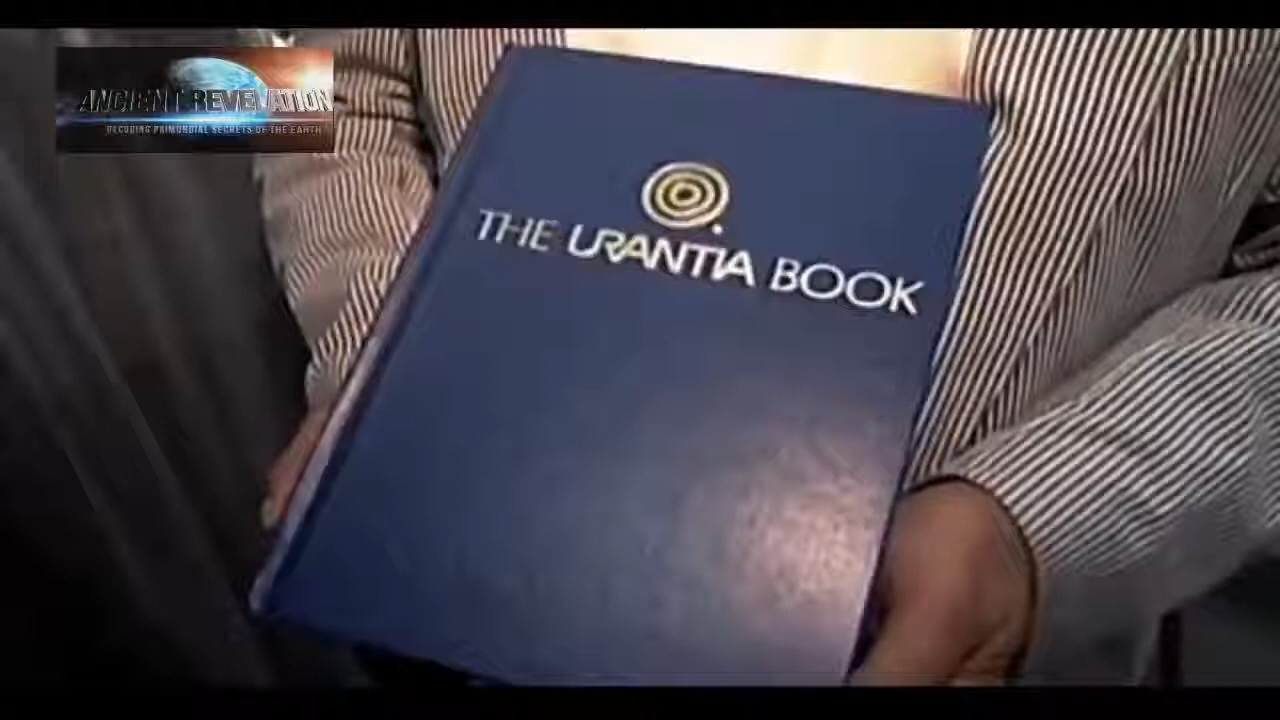 ANCIENT REVELATION
DECODING PRIMORDIAL SECRETS OF THE EARTH
THE URANTIA BOOK